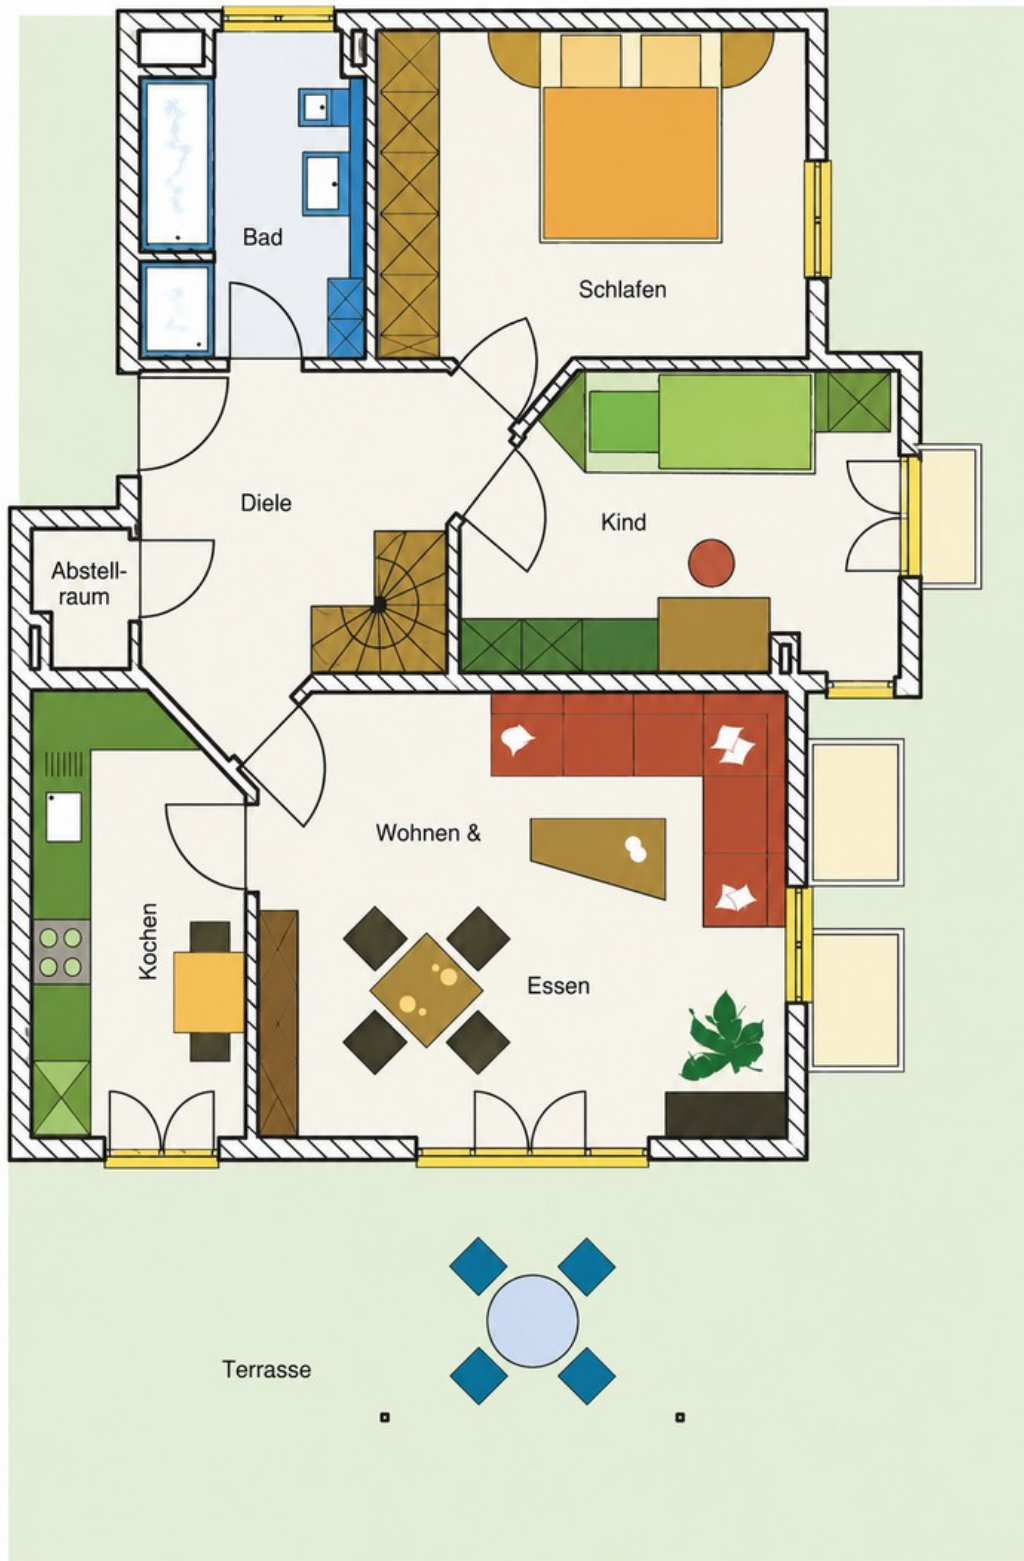 Bad
Schlafen
Diele
Kind
Abstell-
raum
Wohnen &
Kochen
Essen
Terrasse